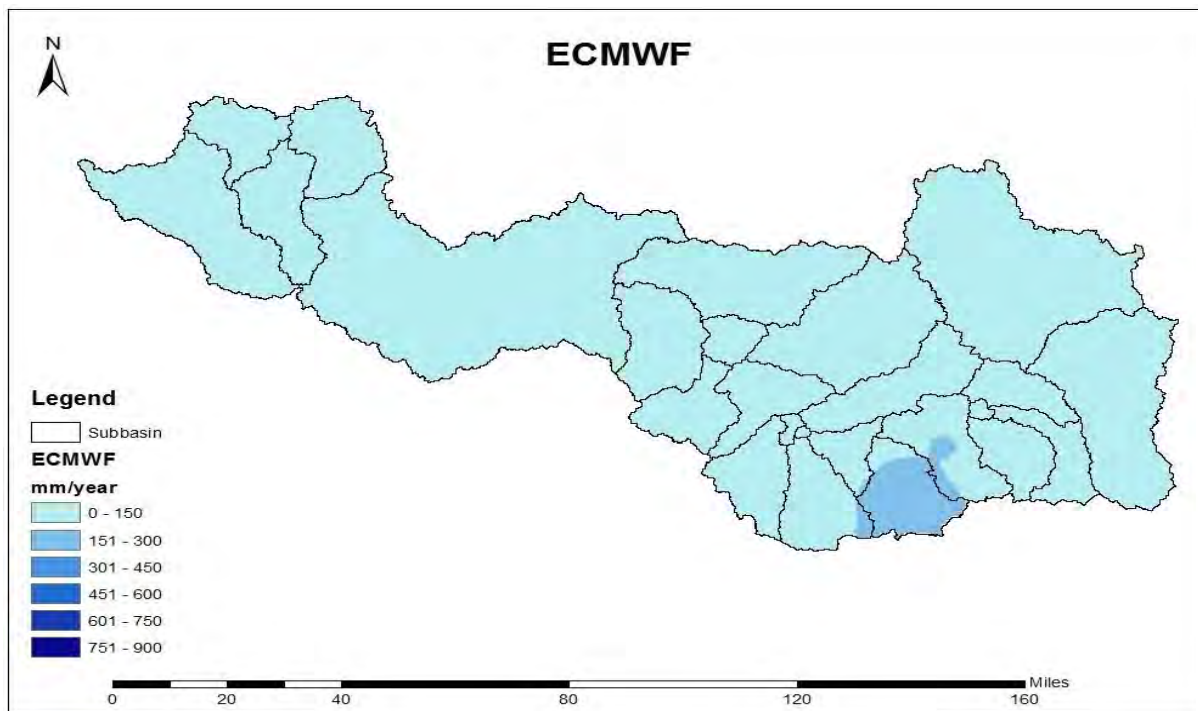 N
ECMWF
Legend
Subbasin
ECMWF
mm/year
0 - 150
151 - 300
301 - 450
451 - 600
601 - 750
751 - 900
Miles
0 20 40 80 120 160